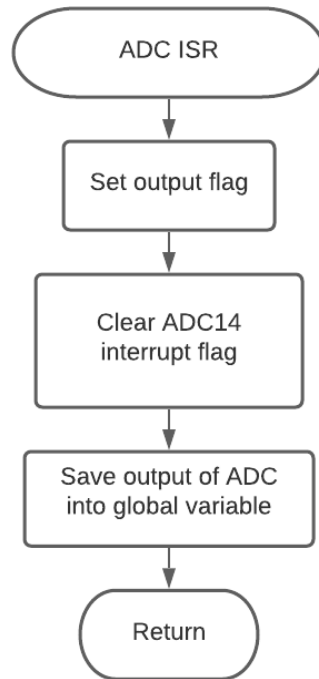 ADC ISR
Set output flag
Clear ADC14
interrupt flag
Save output of ADC
into global variable
Return